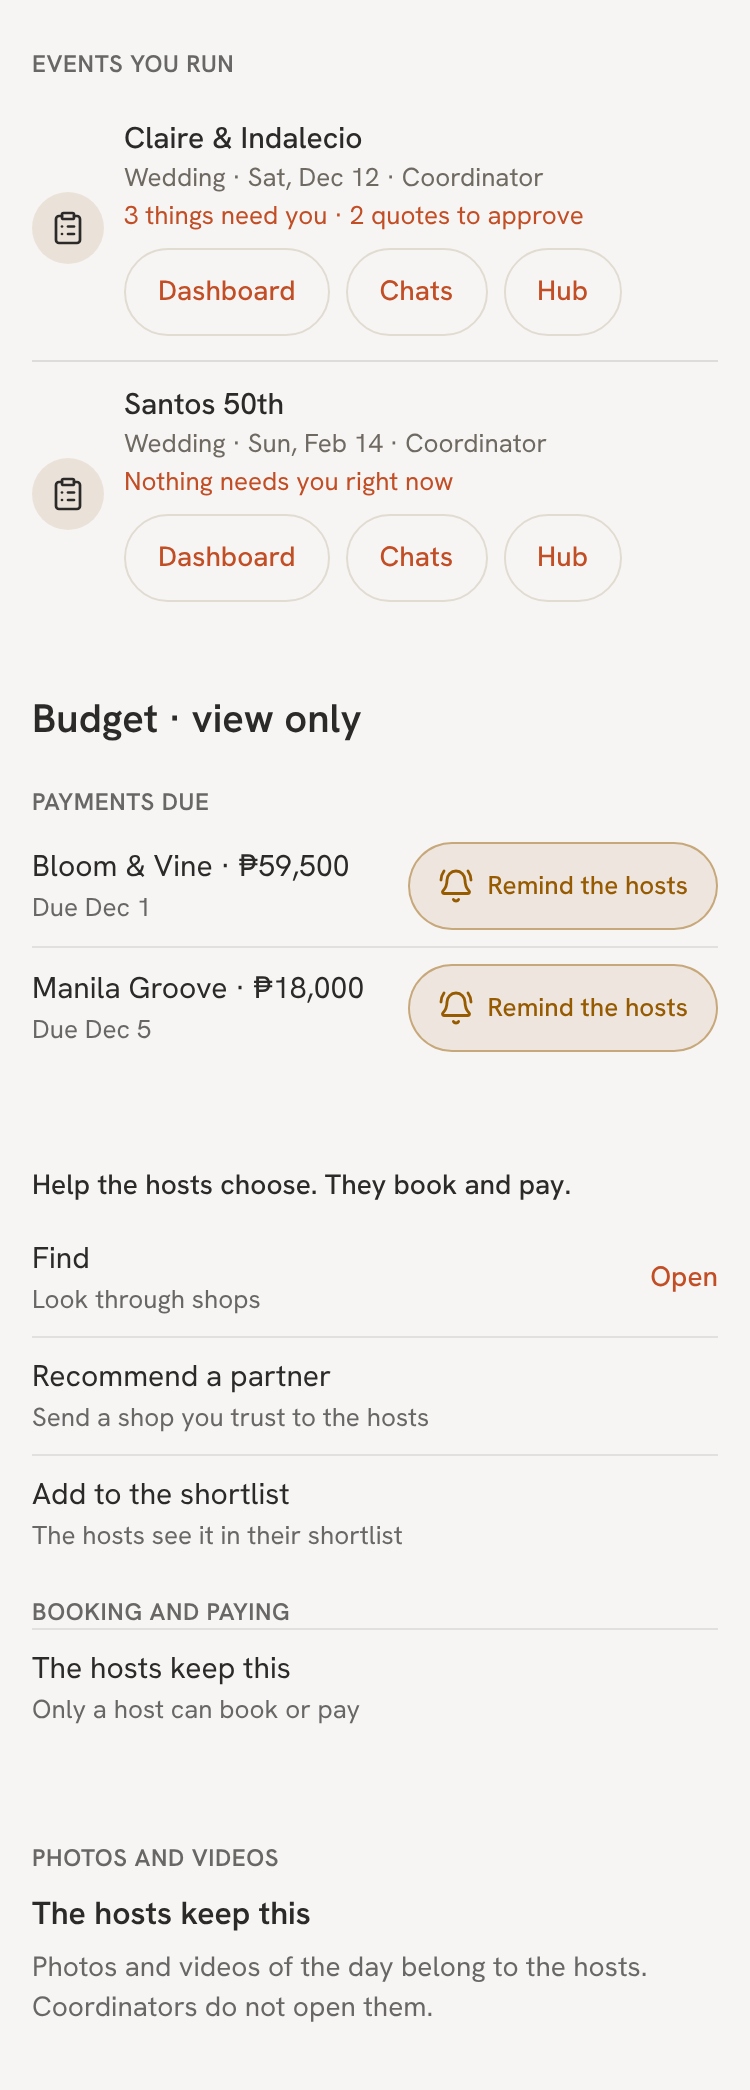 EVENTS YOU RUN
Claire & Indalecio
Wedding · Sat, Dec 12 · Coordinator
3 things need you · 2 quotes to approve
Dashboard
Chats
Hub
Santos 50th
Wedding · Sun, Feb 14 · Coordinator
Nothing needs you right now
Dashboard
Chats
Hub
Budget · view only
PAYMENTS DUE
Bloom & Vine · ₱59,500
Due Dec 1
Remind the hosts
Manila Groove · ₱18,000
Due Dec 5
Remind the hosts
Help the hosts choose. They book and pay.
Find
Look through shops
Open
Recommend a partner
Send a shop you trust to the hosts
Add to the shortlist
The hosts see it in their shortlist
BOOKING AND PAYING
The hosts keep this
Only a host can book or pay
PHOTOS AND VIDEOS
The hosts keep this
Photos and videos of the day belong to the hosts.
Coordinators do not open them.